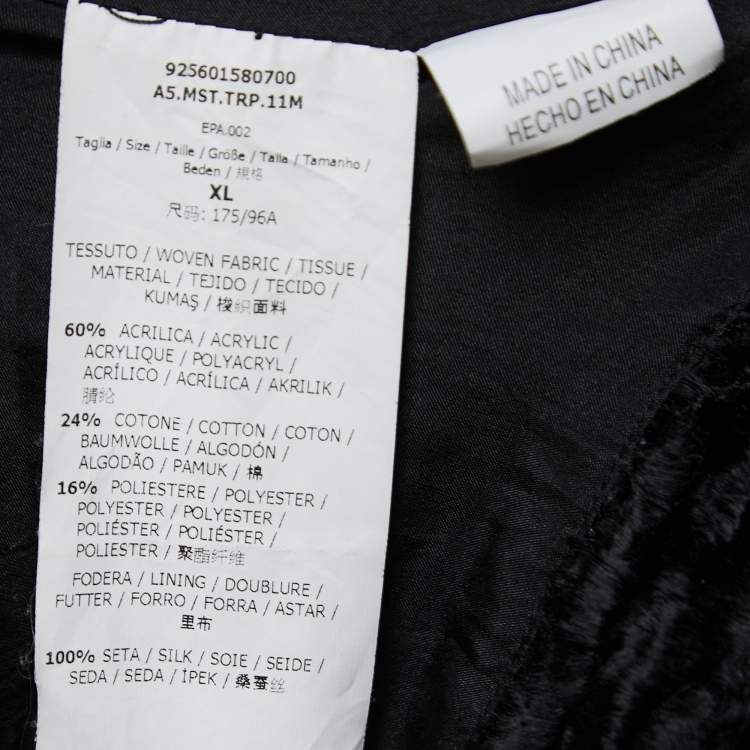 925601580700
A5.MST.TRP.11M
EPA.002
Taglia / Size / Taille / Größe / Talla / Tamanho /
Beden / 規格
XL
尺码: 175/96A
TESSUTO / WOVEN FABRIC / TISSUE /
MATERIAL / TEJIDO / TECIDO /
KUMAŞ / 梭织面料
60% ACRILICA / ACRYLIC /
ACRYLIQUE / POLYACRYL /
ACRÍLICO / ACRÍLICA / AKRILIK /
腈纶
24% COTONE / COTTON / COTON /
BAUMWOLLE / ALGODÓN /
ALGODÃO / PAMUK / 棉
16% POLIESTERE / POLYESTER /
POLYESTER / POLYESTER /
POLIÉSTER / POLIÉSTER /
POLIESTER / 聚酯纤维
FODERA / LINING / DOUBLURE /
FUTTER / FORRO / FORRA / ASTAR /
里布
100% SETA / SILK / SOIE / SEIDE /
SEDA / SEDA / İPEK / 桑蚕丝
MADE IN CHINA
HECHO EN CHINA